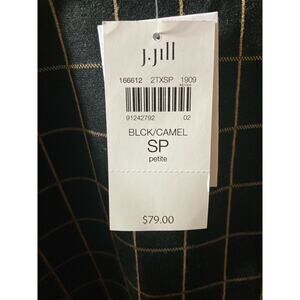 J.Jill
166612 2TXSP 1909
91242792 02
BLCK/CAMEL
SP
petite
$79.00